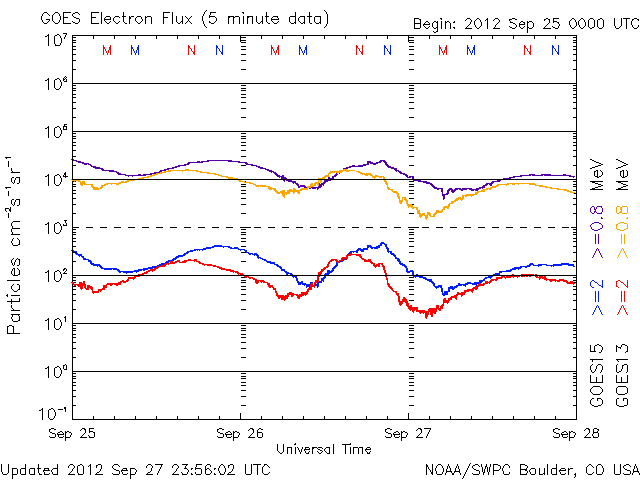 GOES Electron Flux (5 minute data)
Begin: 2012 Sep 25 0000 UTC
M M N N M M N N M M N N
10⁷
10⁶
10⁵
10⁴
10³
10²
10¹
10⁰
10⁻¹
Particles cm⁻²s⁻¹sr⁻¹
Sep 25 Sep 26 Sep 27 Sep 28
Universal Time
GOES15 >=2 >=0.8 MeV
GOES13 >=2 >=0.8 MeV
Updated 2012 Sep 27 23:56:02 UTC
NOAA/SWPC Boulder, CO USA